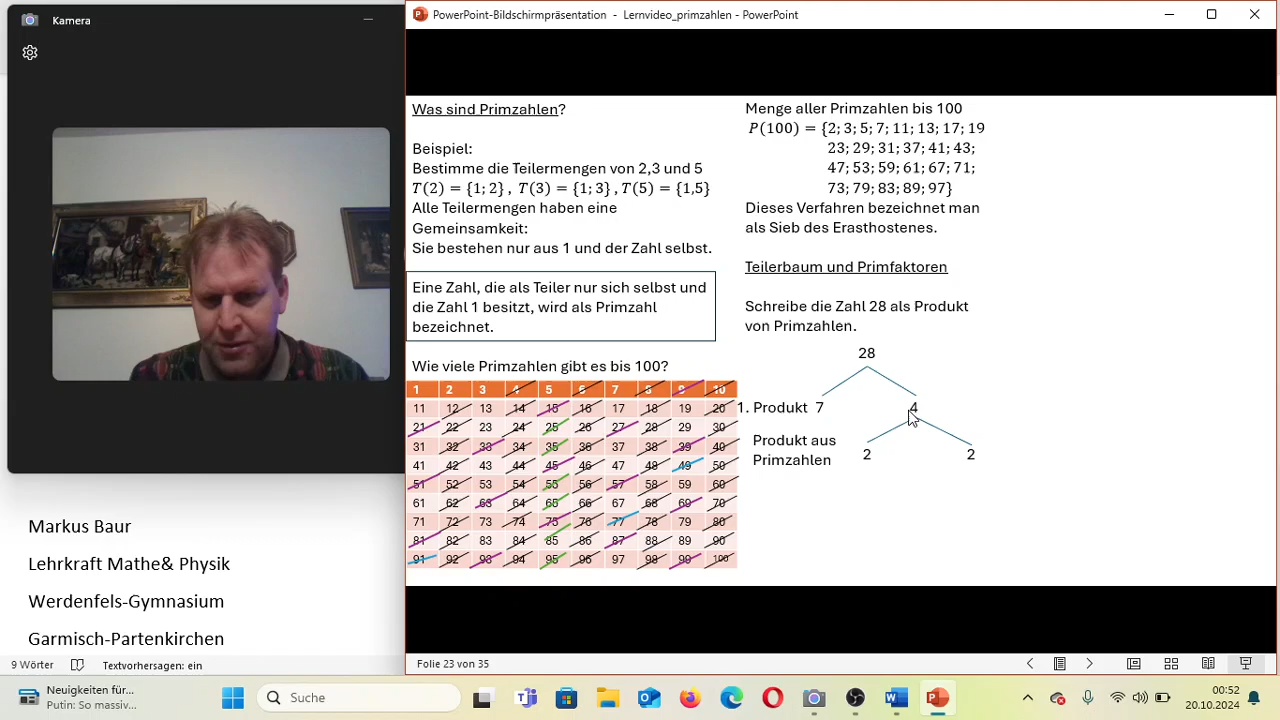 Kamera
PowerPoint-Bildschirmpräsentation - Lernvideo_primzahlen - PowerPoint
Was sind Primzahlen?
Beispiel:
Bestimme die Teilermengen von 2,3 und 5
T(2) = {1; 2} , T(3) = {1; 3} , T(5) = {1,5}
Alle Teilermengen haben eine
Gemeinsamkeit:
Sie bestehen nur aus 1 und der Zahl selbst.
Eine Zahl, die als Teiler nur sich selbst und
die Zahl 1 besitzt, wird als Primzahl
bezeichnet.
Wie viele Primzahlen gibt es bis 100?
1 2 3 4 5 6 7 8 9 10
11 12 13 14 15 16 17 18 19 20
21 22 23 24 25 26 27 28 29 30
31 32 33 34 35 36 37 38 39 40
41 42 43 44 45 46 47 48 49 50
51 52 53 54 55 56 57 58 59 60
61 62 63 64 65 66 67 68 69 70
71 72 73 74 75 76 77 78 79 80
81 82 83 84 85 86 87 88 89 90
91 92 93 94 95 96 97 98 99 100
Menge aller Primzahlen bis 100
P(100) = {2; 3; 5; 7; 11; 13; 17; 19
23; 29; 31; 37; 41; 43;
47; 53; 59; 61; 67; 71;
73; 79; 83; 89; 97}
Dieses Verfahren bezeichnet man
als Sieb des Erasthostenes.
Teilerbaum und Primfaktoren
Schreibe die Zahl 28 als Produkt
von Primzahlen.
28
1. Produkt 7 4
Produkt aus
Primzahlen
2 2
Markus Baur
Lehrkraft Mathe& Physik
Werdenfels-Gymnasium
Garmisch-Partenkirchen
9 Wörter Textvorhersagen: ein
Folie 23 von 35
Neuigkeiten für...
Putin: So massiv...
Suche
00:52
20.10.2024